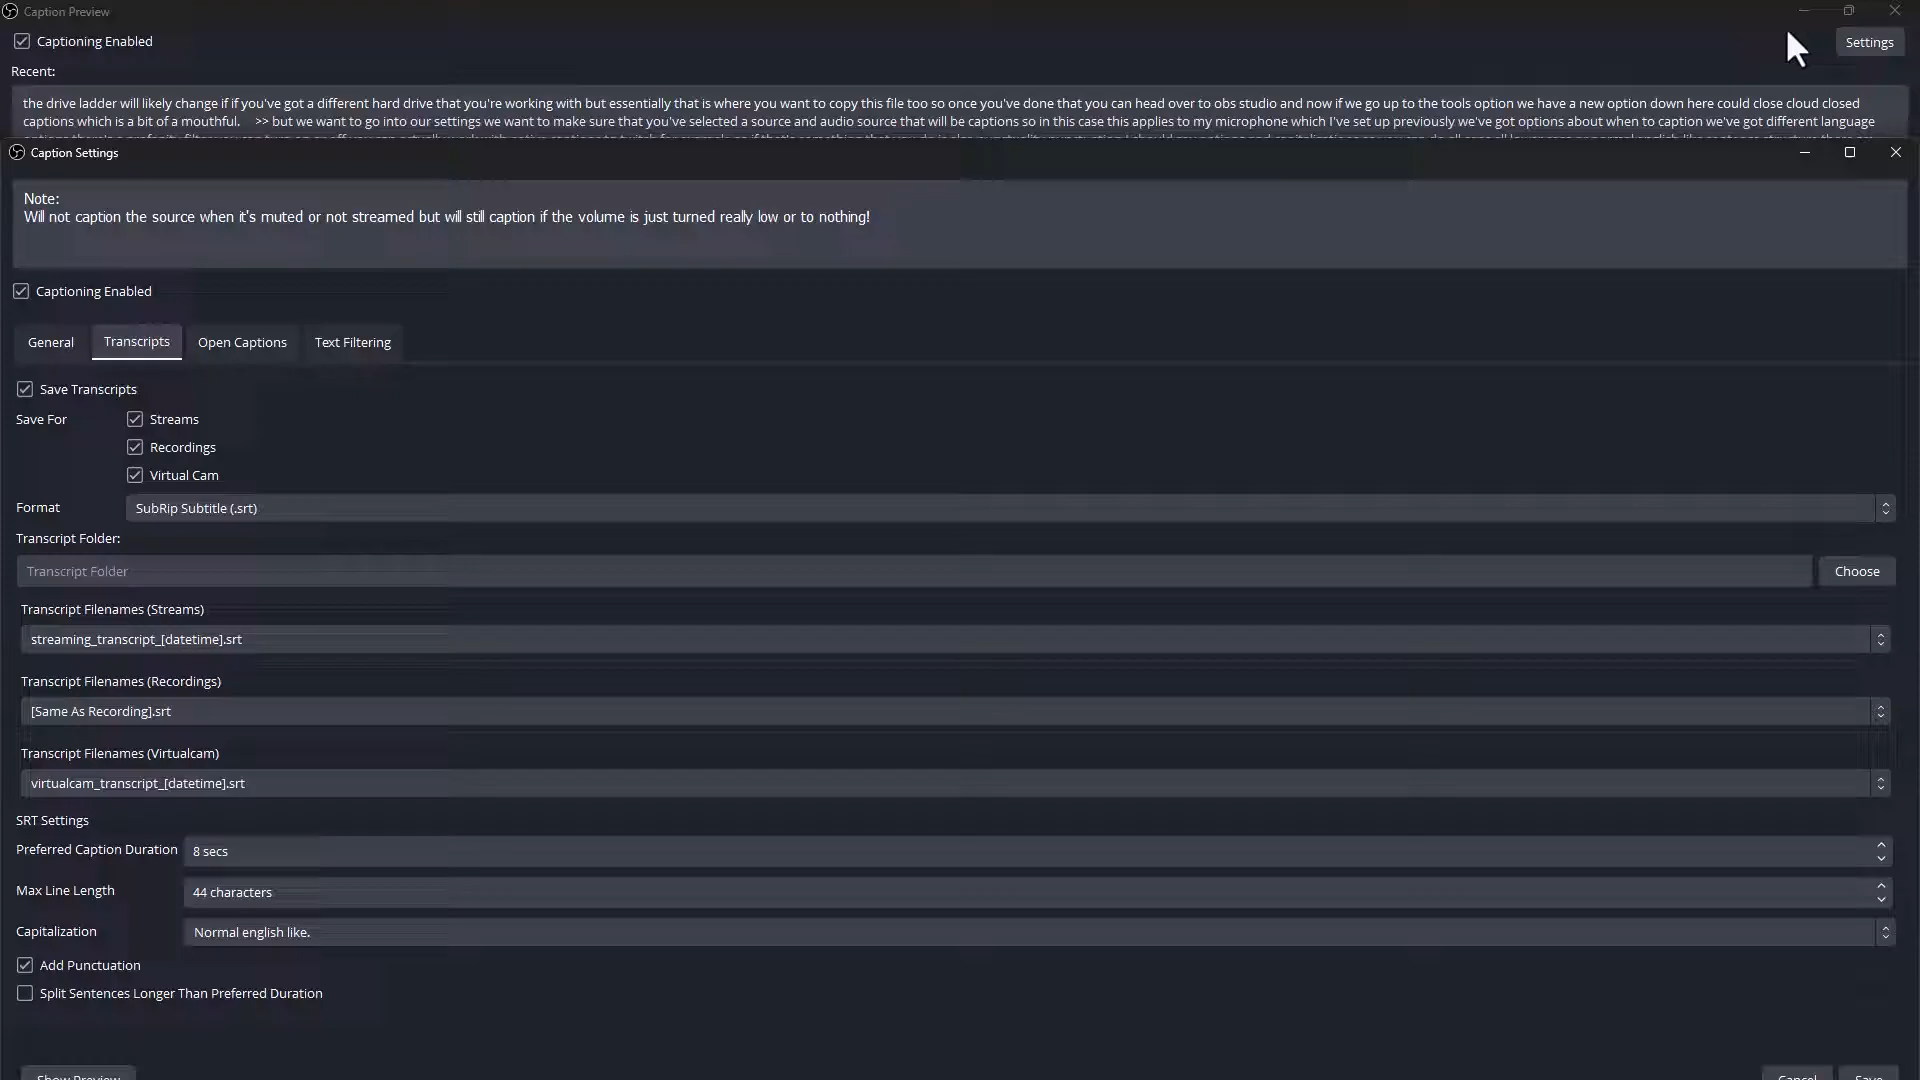 Caption Preview
Captioning Enabled
Settings
Recent:
the drive ladder will likely change if if you've got a different hard drive that you're working with but essentially that is where you want to copy this file too so once you've done that you can head over to obs studio and now if we go up to the tools option we have a new option down here could close cloud closed
captions which is a bit of a mouthful. >> but we want to go into our settings we want to make sure that you've selected a source and audio source that will be captions so in this case this applies to my microphone which I've set up previously we've got options about when to caption we've got different language
Caption Settings
Note:
Will not caption the source when it's muted or not streamed but will still caption if the volume is just turned really low or to nothing!
Captioning Enabled
General Transcripts Open Captions Text Filtering
Save Transcripts
Save For
Streams
Recordings
Virtual Cam
Format SubRip Subtitle (.srt)
Transcript Folder:
Transcript Folder Choose
Transcript Filenames (Streams)
streaming_transcript_[datetime].srt
Transcript Filenames (Recordings)
[Same As Recording].srt
Transcript Filenames (Virtualcam)
virtualcam_transcript_[datetime].srt
SRT Settings
Preferred Caption Duration 8 secs
Max Line Length 44 characters
Capitalization Normal english like.
Add Punctuation
Split Sentences Longer Than Preferred Duration
Show Preview Cancel Save